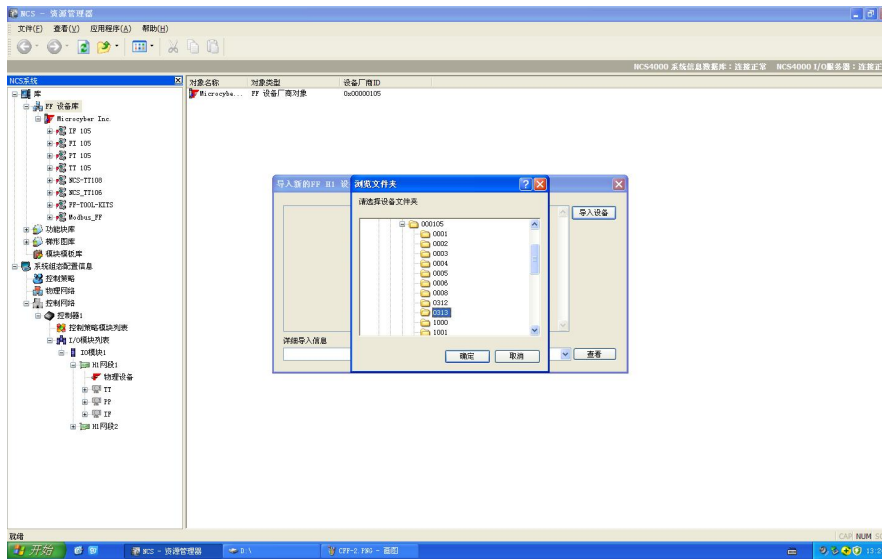 NCS - 资源管理器
文件(F) 查看(V) 应用程序(A) 帮助(H)
NCS4000 系统信息数据库：连接正常 NCS4000 I/O服务器：连接正
NCS系统
对象名称 对象类型 设备厂商ID
Microcybe... FF 设备厂商对象 0x00000105
库
FF 设备库
Microcyber Inc.
IF 105
FI 105
PT 105
TT 105
NCS-TT108
NCS_TT106
FF-TOOL-KITS
Modbus_FF
功能块库
梯形图库
模块模板库
系统组态配置信息
控制策略
物理网络
控制网络
控制器1
控制策略模块列表
I/O模块列表
IO模块1
H1网段1
物理设备
TT
PP
IF
H1网段2
导入新的FF H1 设
导入设备
详细导入信息
查看
浏览文件夹
请选择设备文件夹
000105
0001
0002
0003
0004
0005
0006
0008
0312
0313
1000
1001
确定 取消
就绪
CAP NUM
开始 NCS - 资源管理器 D:\ CFF-2.PNG - 画图 13:2